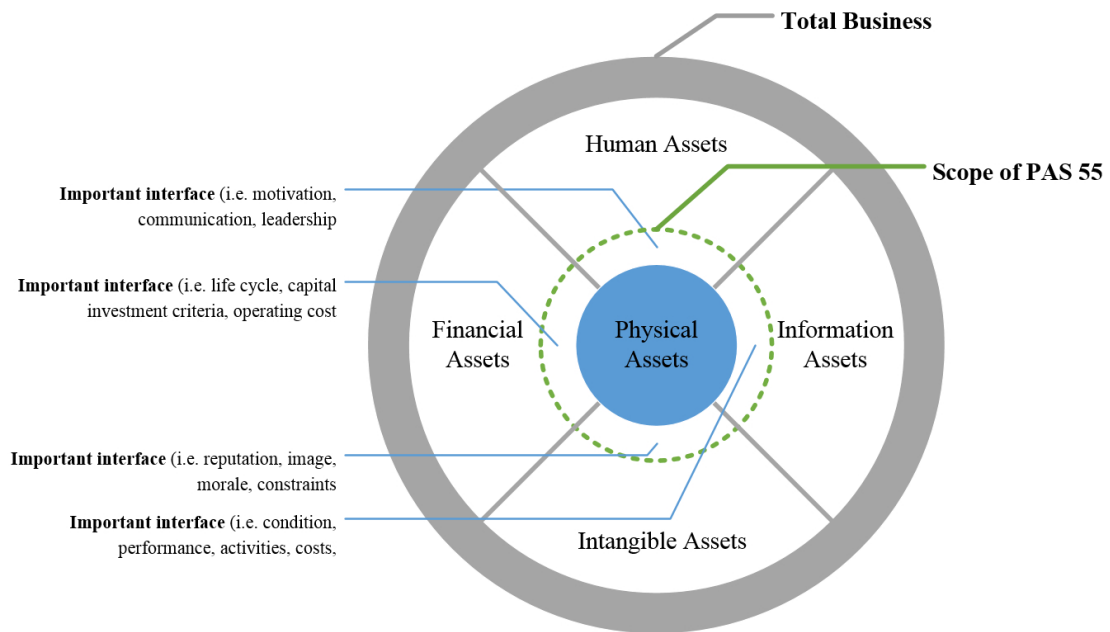 Total Business
Human Assets
Scope of PAS 55
Important interface (i.e. motivation,
communication, leadership
Important interface (i.e. life cycle, capital
investment criteria, operating cost
Financial
Assets
Physical
Assets
Information
Assets
Important interface (i.e. reputation, image,
morale, constraints
Important interface (i.e. condition,
performance, activities, costs,
Intangible Assets